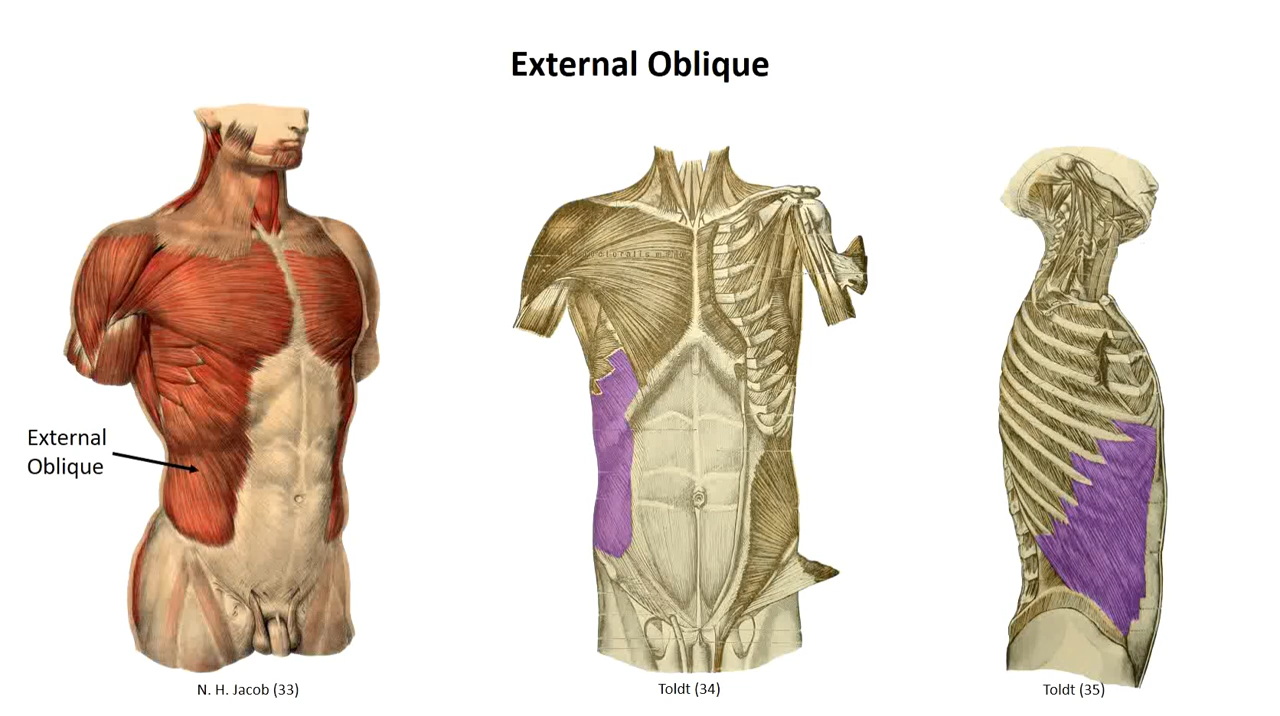 External Oblique
External
Oblique
N. H. Jacob (33)
Toldt (34)
Toldt (35)